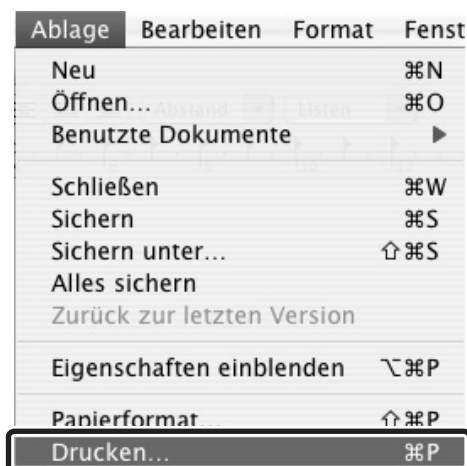 Ablage Bearbeiten Format Fenst
Neu ⌘N
Öffnen... ⌘O
Benutzte Dokumente ▶
Schließen ⌘W
Sichern ⌘S
Sichern unter... ⇧⌘S
Alles sichern
Zurück zur letzten Version
Eigenschaften einblenden ⌥⌘P
Papierformat... ⇧⌘P
Drucken... ⌘P